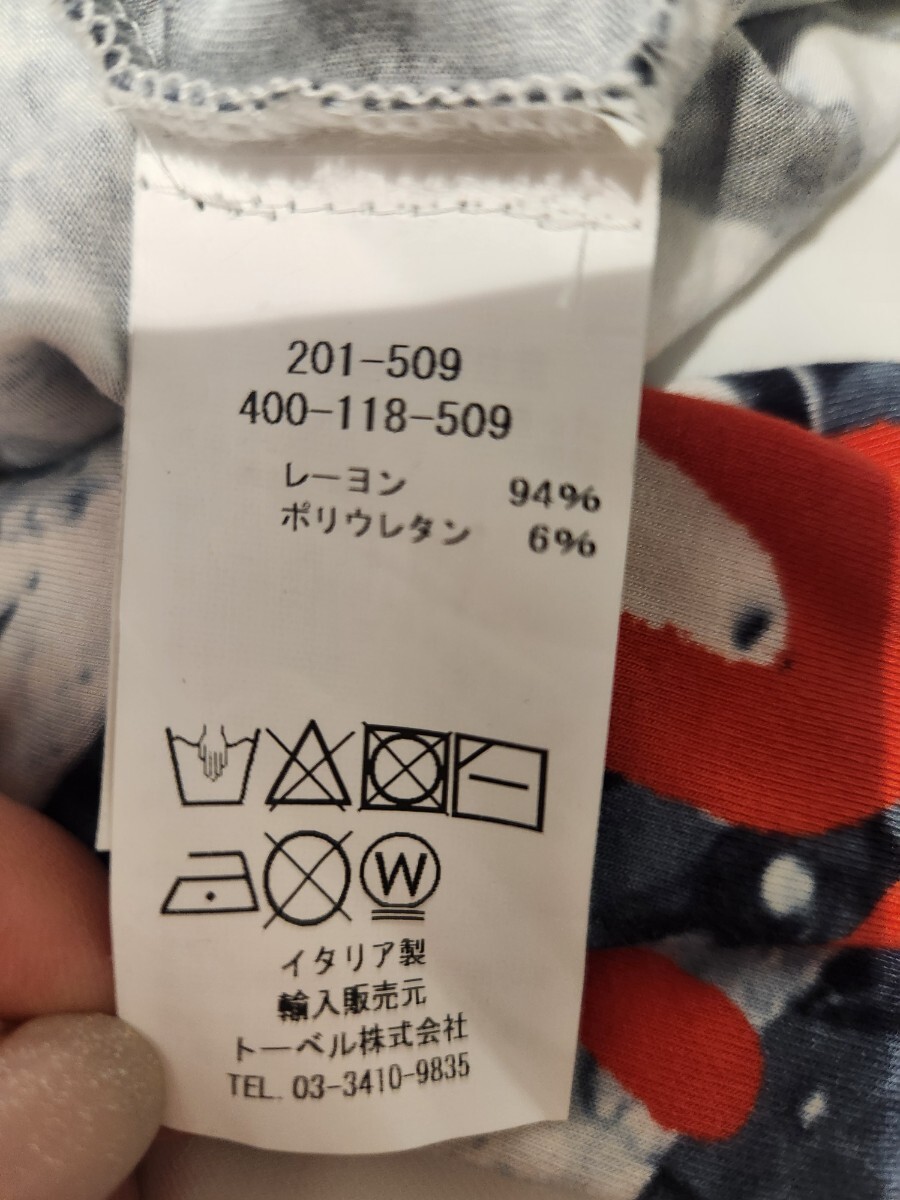 201-509
400-118-509
レーヨン 94%
ポリウレタン 6%
W
イタリア製
輸入販売元
トーベル株式会社
TEL. 03-3410-9835